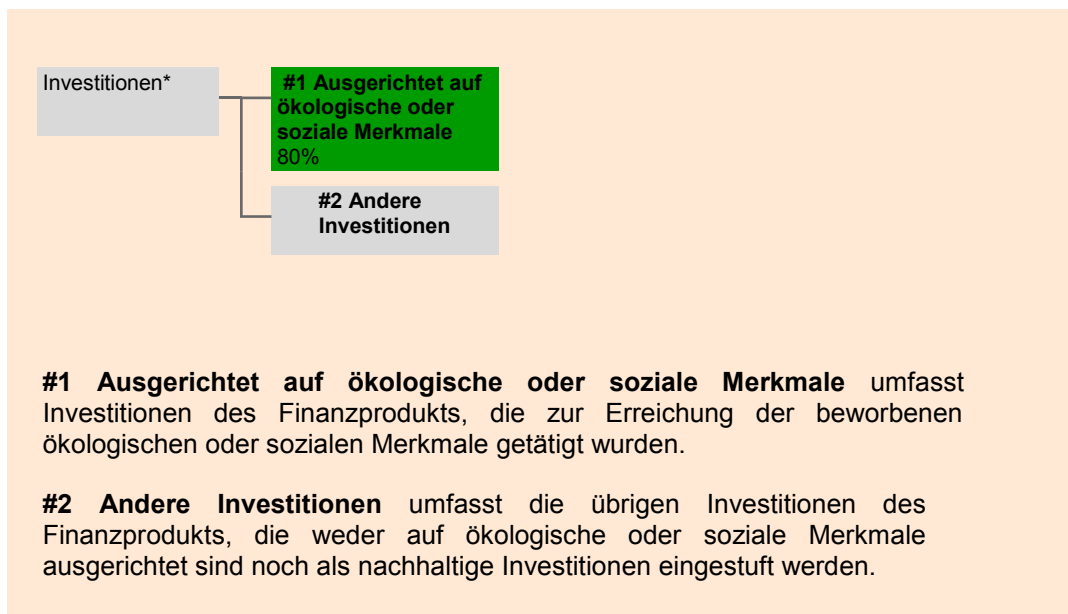 Investitionen*
#1 Ausgerichtet auf
ökologische oder
soziale Merkmale
80%
#2 Andere
Investitionen
#1 Ausgerichtet auf ökologische oder soziale Merkmale umfasst
Investitionen des Finanzprodukts, die zur Erreichung der beworbenen
ökologischen oder sozialen Merkmale getätigt wurden.
#2 Andere Investitionen umfasst die übrigen Investitionen des
Finanzprodukts, die weder auf ökologische oder soziale Merkmale
ausgerichtet sind noch als nachhaltige Investitionen eingestuft werden.